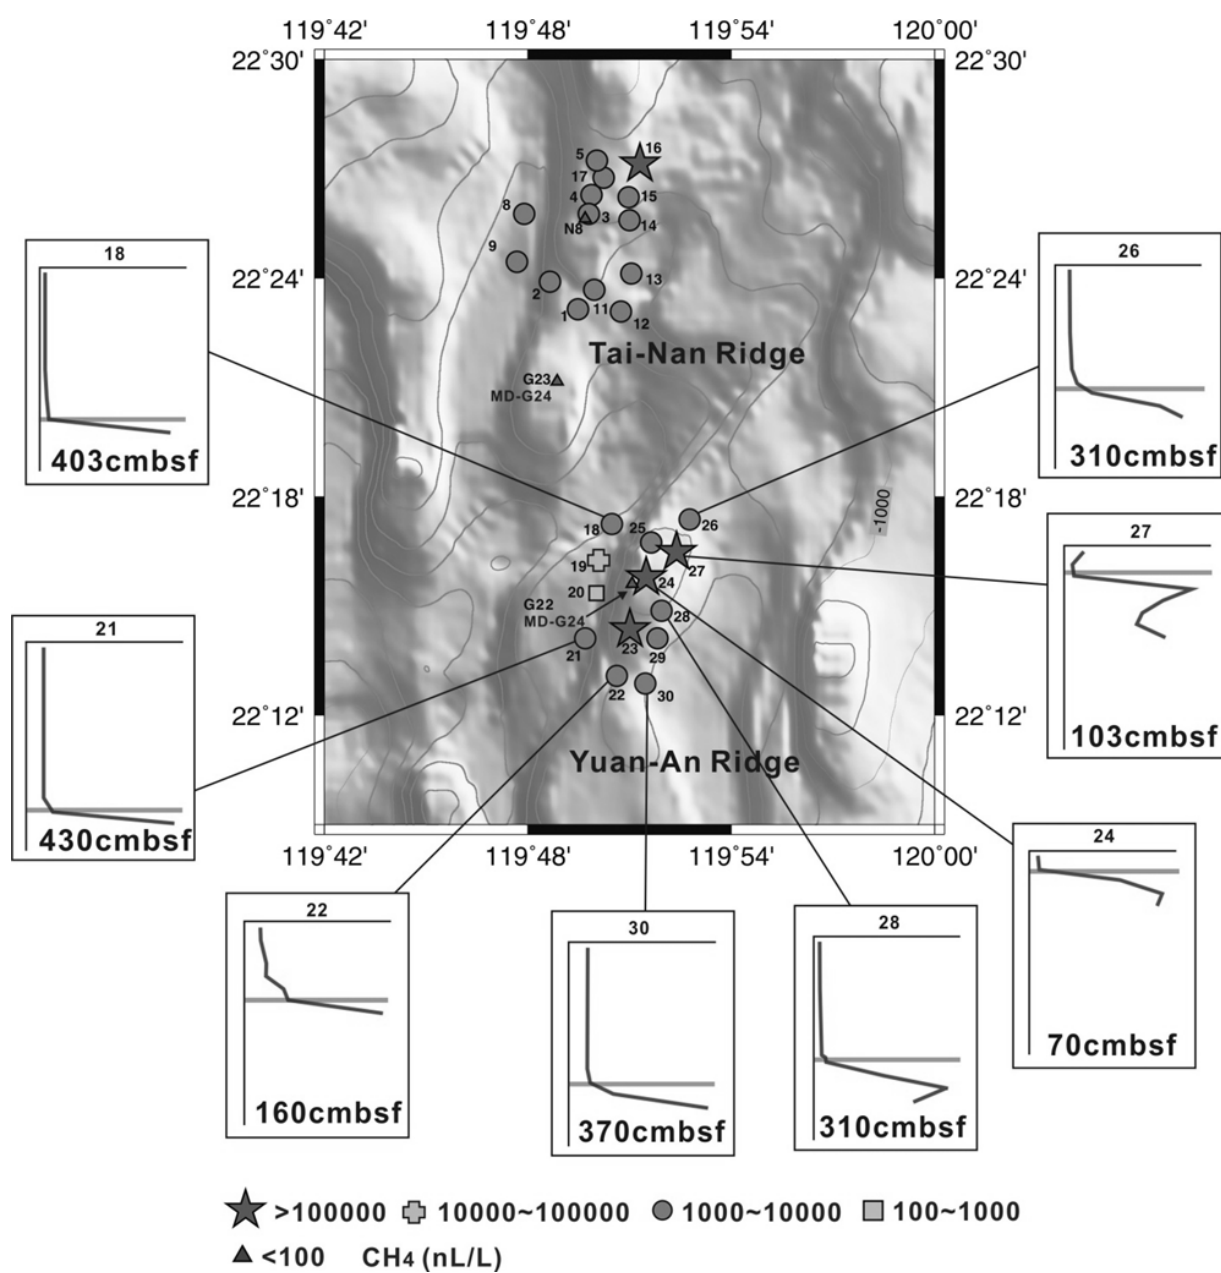 119˚42' 119˚48' 119˚54' 120˚00'
22˚30' 22˚30'
16
5
17
4 15
8 3
N8 14
9
18 26
22˚24' 22˚24'
13
2
1 11 12
Tai-Nan Ridge
G23
MD-G24
403cmbsf 310cmbsf
22˚18' 22˚18'
-1000
18 25 26
27
19 27
24
20
G22
MD-G24 28
21
23
21 29
22 30
22˚12' 22˚12'
103cmbsf
Yuan-An Ridge
430cmbsf
24
119˚42' 119˚48' 119˚54' 120˚00'
22 30 28
70cmbsf
160cmbsf 370cmbsf 310cmbsf
>100000 10000~100000 1000~10000 100~1000
<100 CH4 (nL/L)